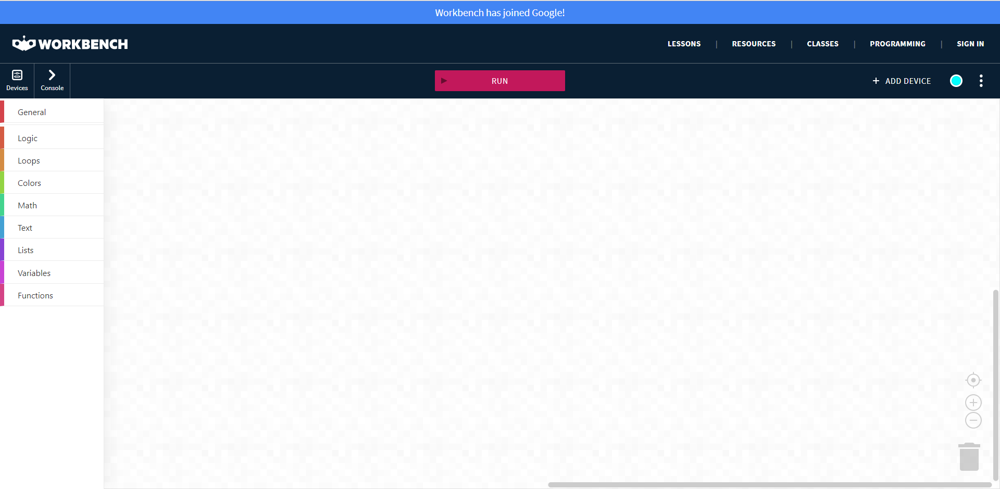 Workbench has joined Google!
WORKBENCH
LESSONS | RESOURCES | CLASSES | PROGRAMMING | SIGN IN
Devices
Console
RUN
+ ADD DEVICE
General
Logic
Loops
Colors
Math
Text
Lists
Variables
Functions